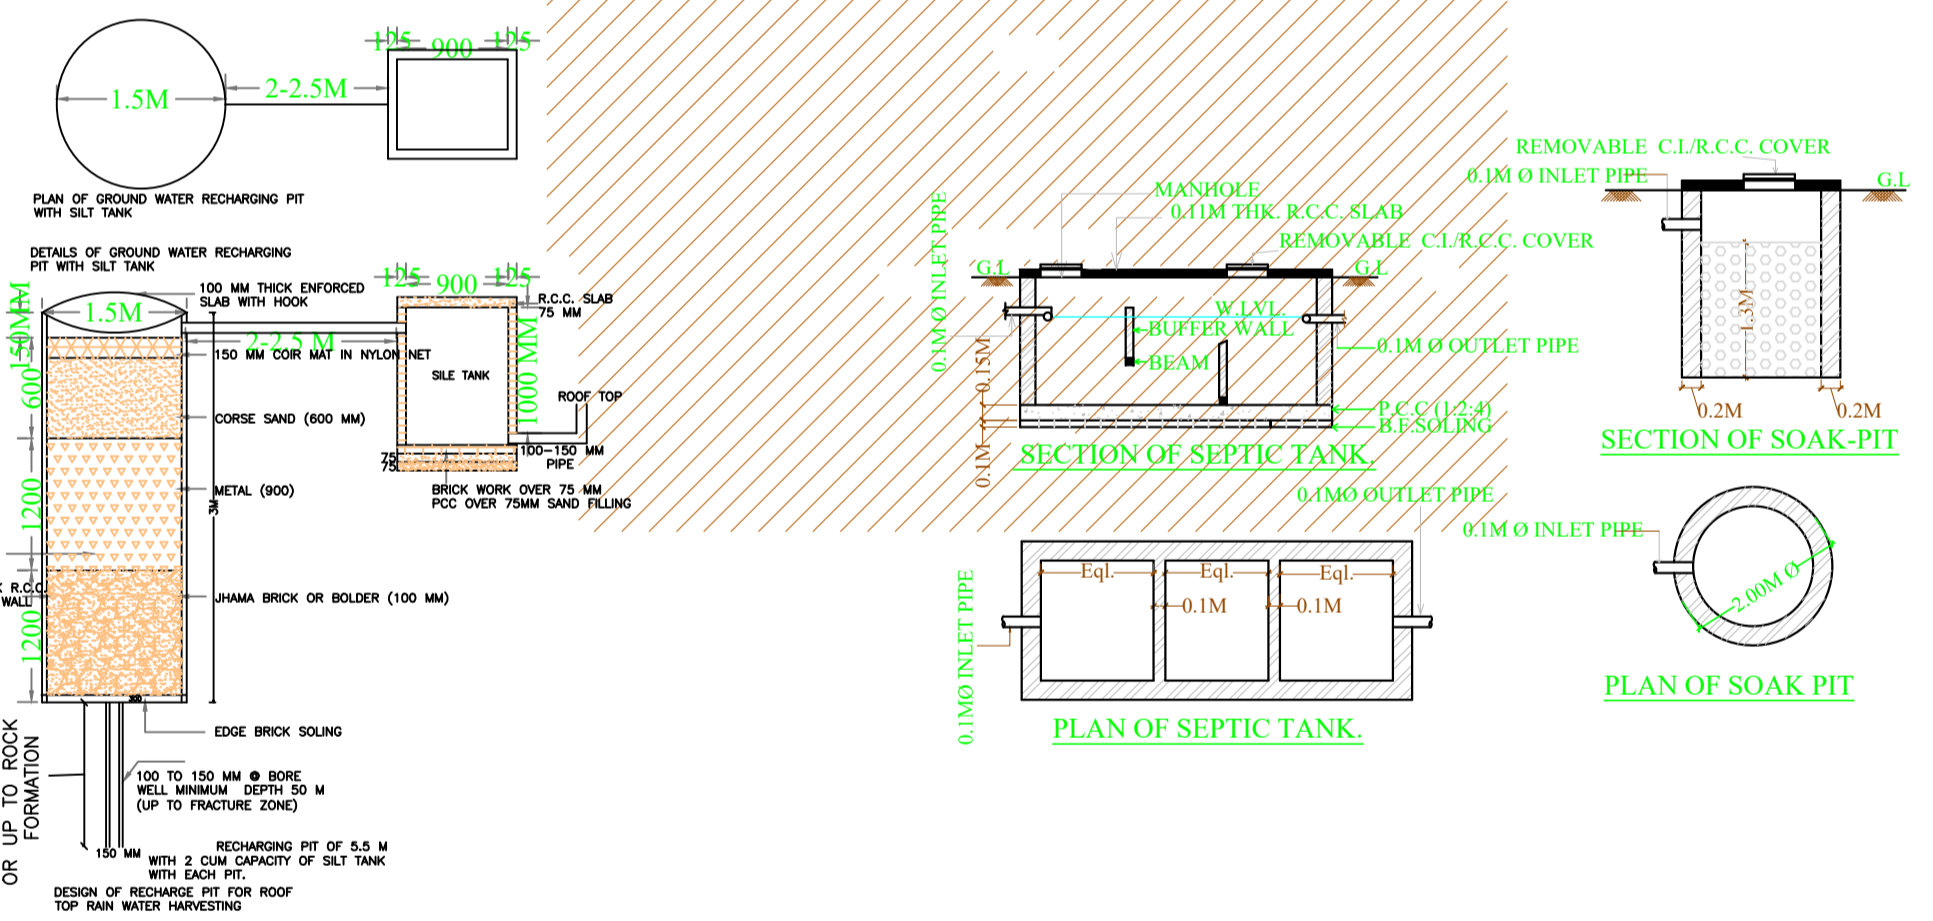 125
900
125
1.5M
2-2.5M
PLAN OF GROUND WATER RECHARGING PIT
WITH SILT TANK
DETAILS OF GROUND WATER RECHARGING
PIT WITH SILT TANK
100 MM THICK ENFORCED
SLAB WITH HOOK
1.5M
150MM
2-2.5 M
150 MM COIR MAT IN NYLON NET
600
CORSE SAND (600 MM)
1200
METAL (900)
3M
JHAMA BRICK OR BOLDER (100 MM)
K R.C.C.
WALL
1200
300
EDGE BRICK SOLING
100 TO 150 MM @ BORE
WELL MINIMUM DEPTH 50 M
(UP TO FRACTURE ZONE)
OR UP TO ROCK
FORMATION
150 MM
RECHARGING PIT OF 5.5 M
WITH 2 CUM CAPACITY OF SILT TANK
WITH EACH PIT.
DESIGN OF RECHARGE PIT FOR ROOF
TOP RAIN WATER HARVESTING
125
900
125
R.C.C. SLAB
75 MM
SILE TANK
1000 MM
ROOF TOP
100-150 MM
PIPE
75
75
BRICK WORK OVER 75 MM
PCC OVER 75MM SAND FILLING
MANHOLE
0.11M THK. R.C.C. SLAB
REMOVABLE C.I./R.C.C. COVER
0.1M Ø INLET PIPE
G.L
G.L
W.LVL.
BUFFER WALL
BEAM
0.1M Ø OUTLET PIPE
0.15M
0.1M
P.C.C (1:2:4)
B.F.SOLING
SECTION OF SEPTIC TANK.
0.1MØ OUTLET PIPE
Eql.
Eql.
Eql.
0.1M
0.1M
0.1MØ INLET PIPE
PLAN OF SEPTIC TANK.
REMOVABLE C.I./R.C.C. COVER
0.1M Ø INLET PIPE
G.L
1.3M
0.2M
0.2M
SECTION OF SOAK-PIT
0.1M Ø INLET PIPE
2.00M Ø
PLAN OF SOAK PIT